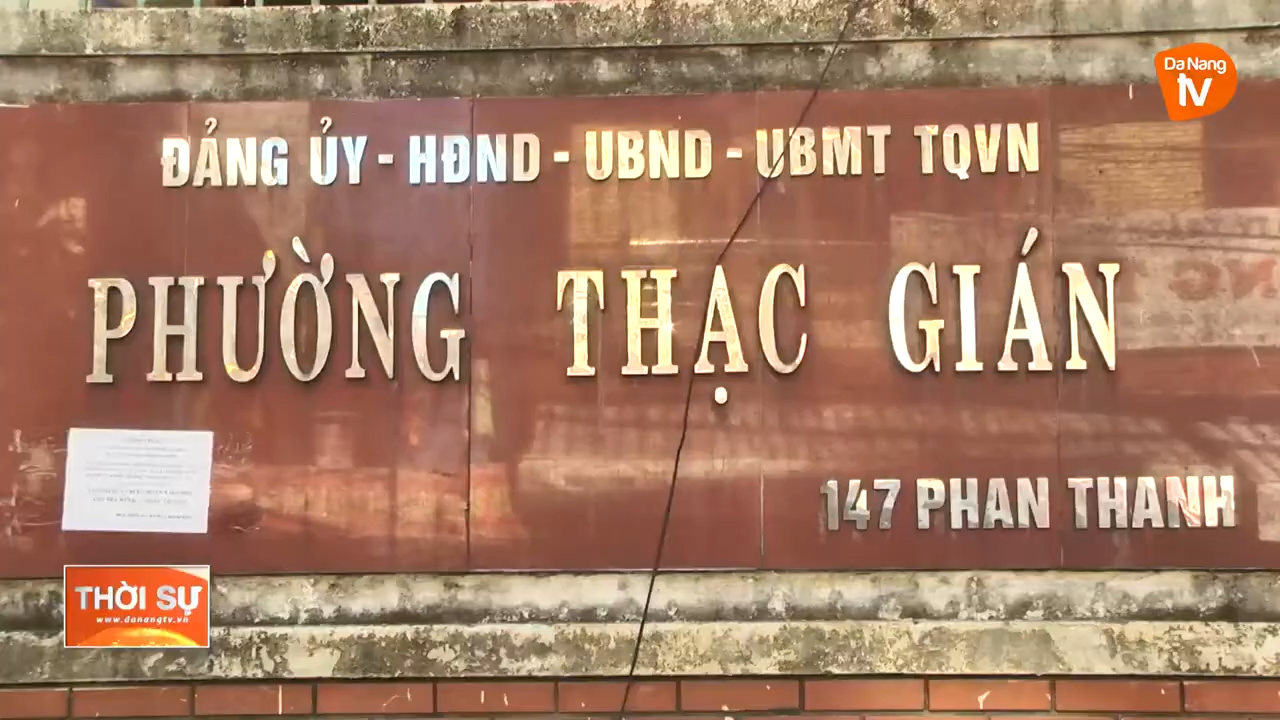 Da Nang
tv
ĐẢNG ỦY - HĐND - UBND - UBMT TQVN
PHƯỜNG THẠC GIÁN
147 PHAN THANH
THỜI SỰ
www.danangtv.vn